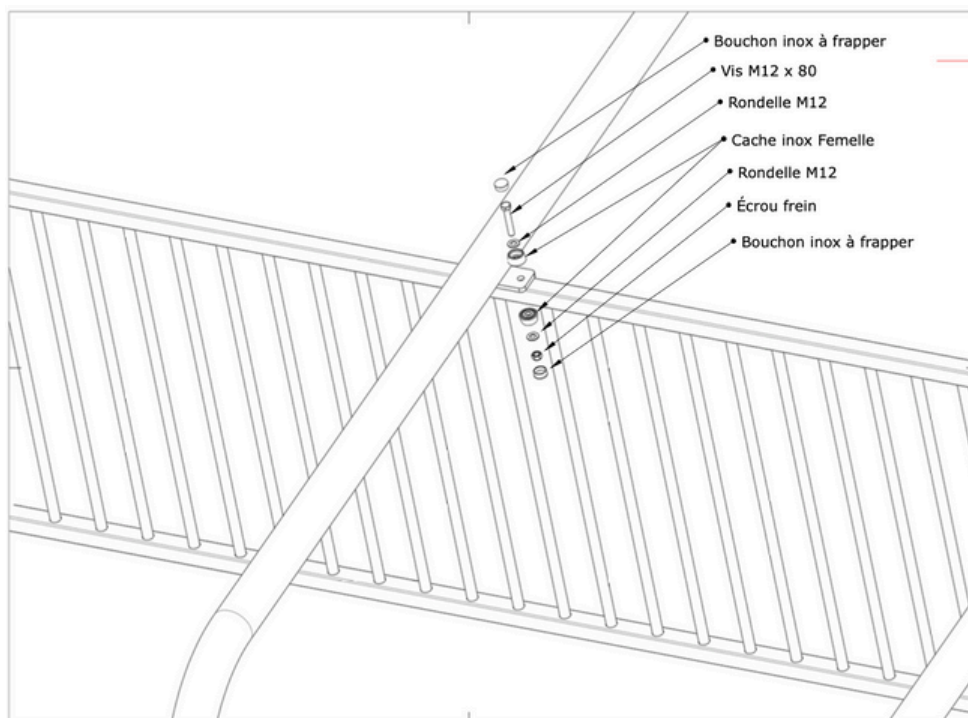 Bouchon inox à frapper
Vis M12 x 80
Rondelle M12
Cache inox Femelle
Rondelle M12
Écrou frein
Bouchon inox à frapper